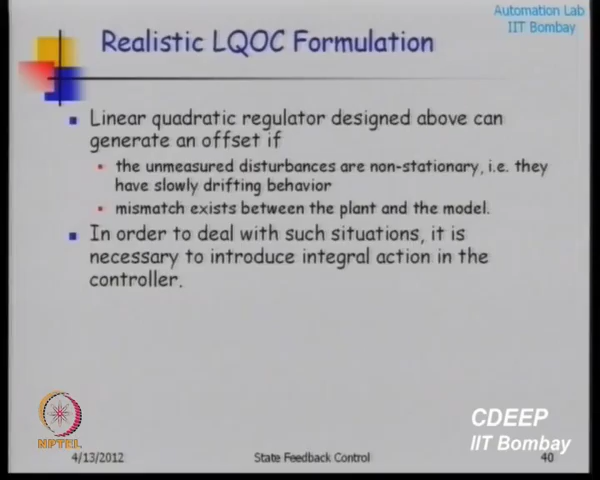 Automation Lab
IIT Bombay
Realistic LQOC Formulation
Linear quadratic regulator designed above can
generate an offset if
the unmeasured disturbances are non-stationary, i.e. they
have slowly drifting behavior
mismatch exists between the plant and the model.
In order to deal with such situations, it is
necessary to introduce integral action in the
controller.
NPTEL
CDEEP
IIT Bombay
4/13/2012
State Feedback Control
40